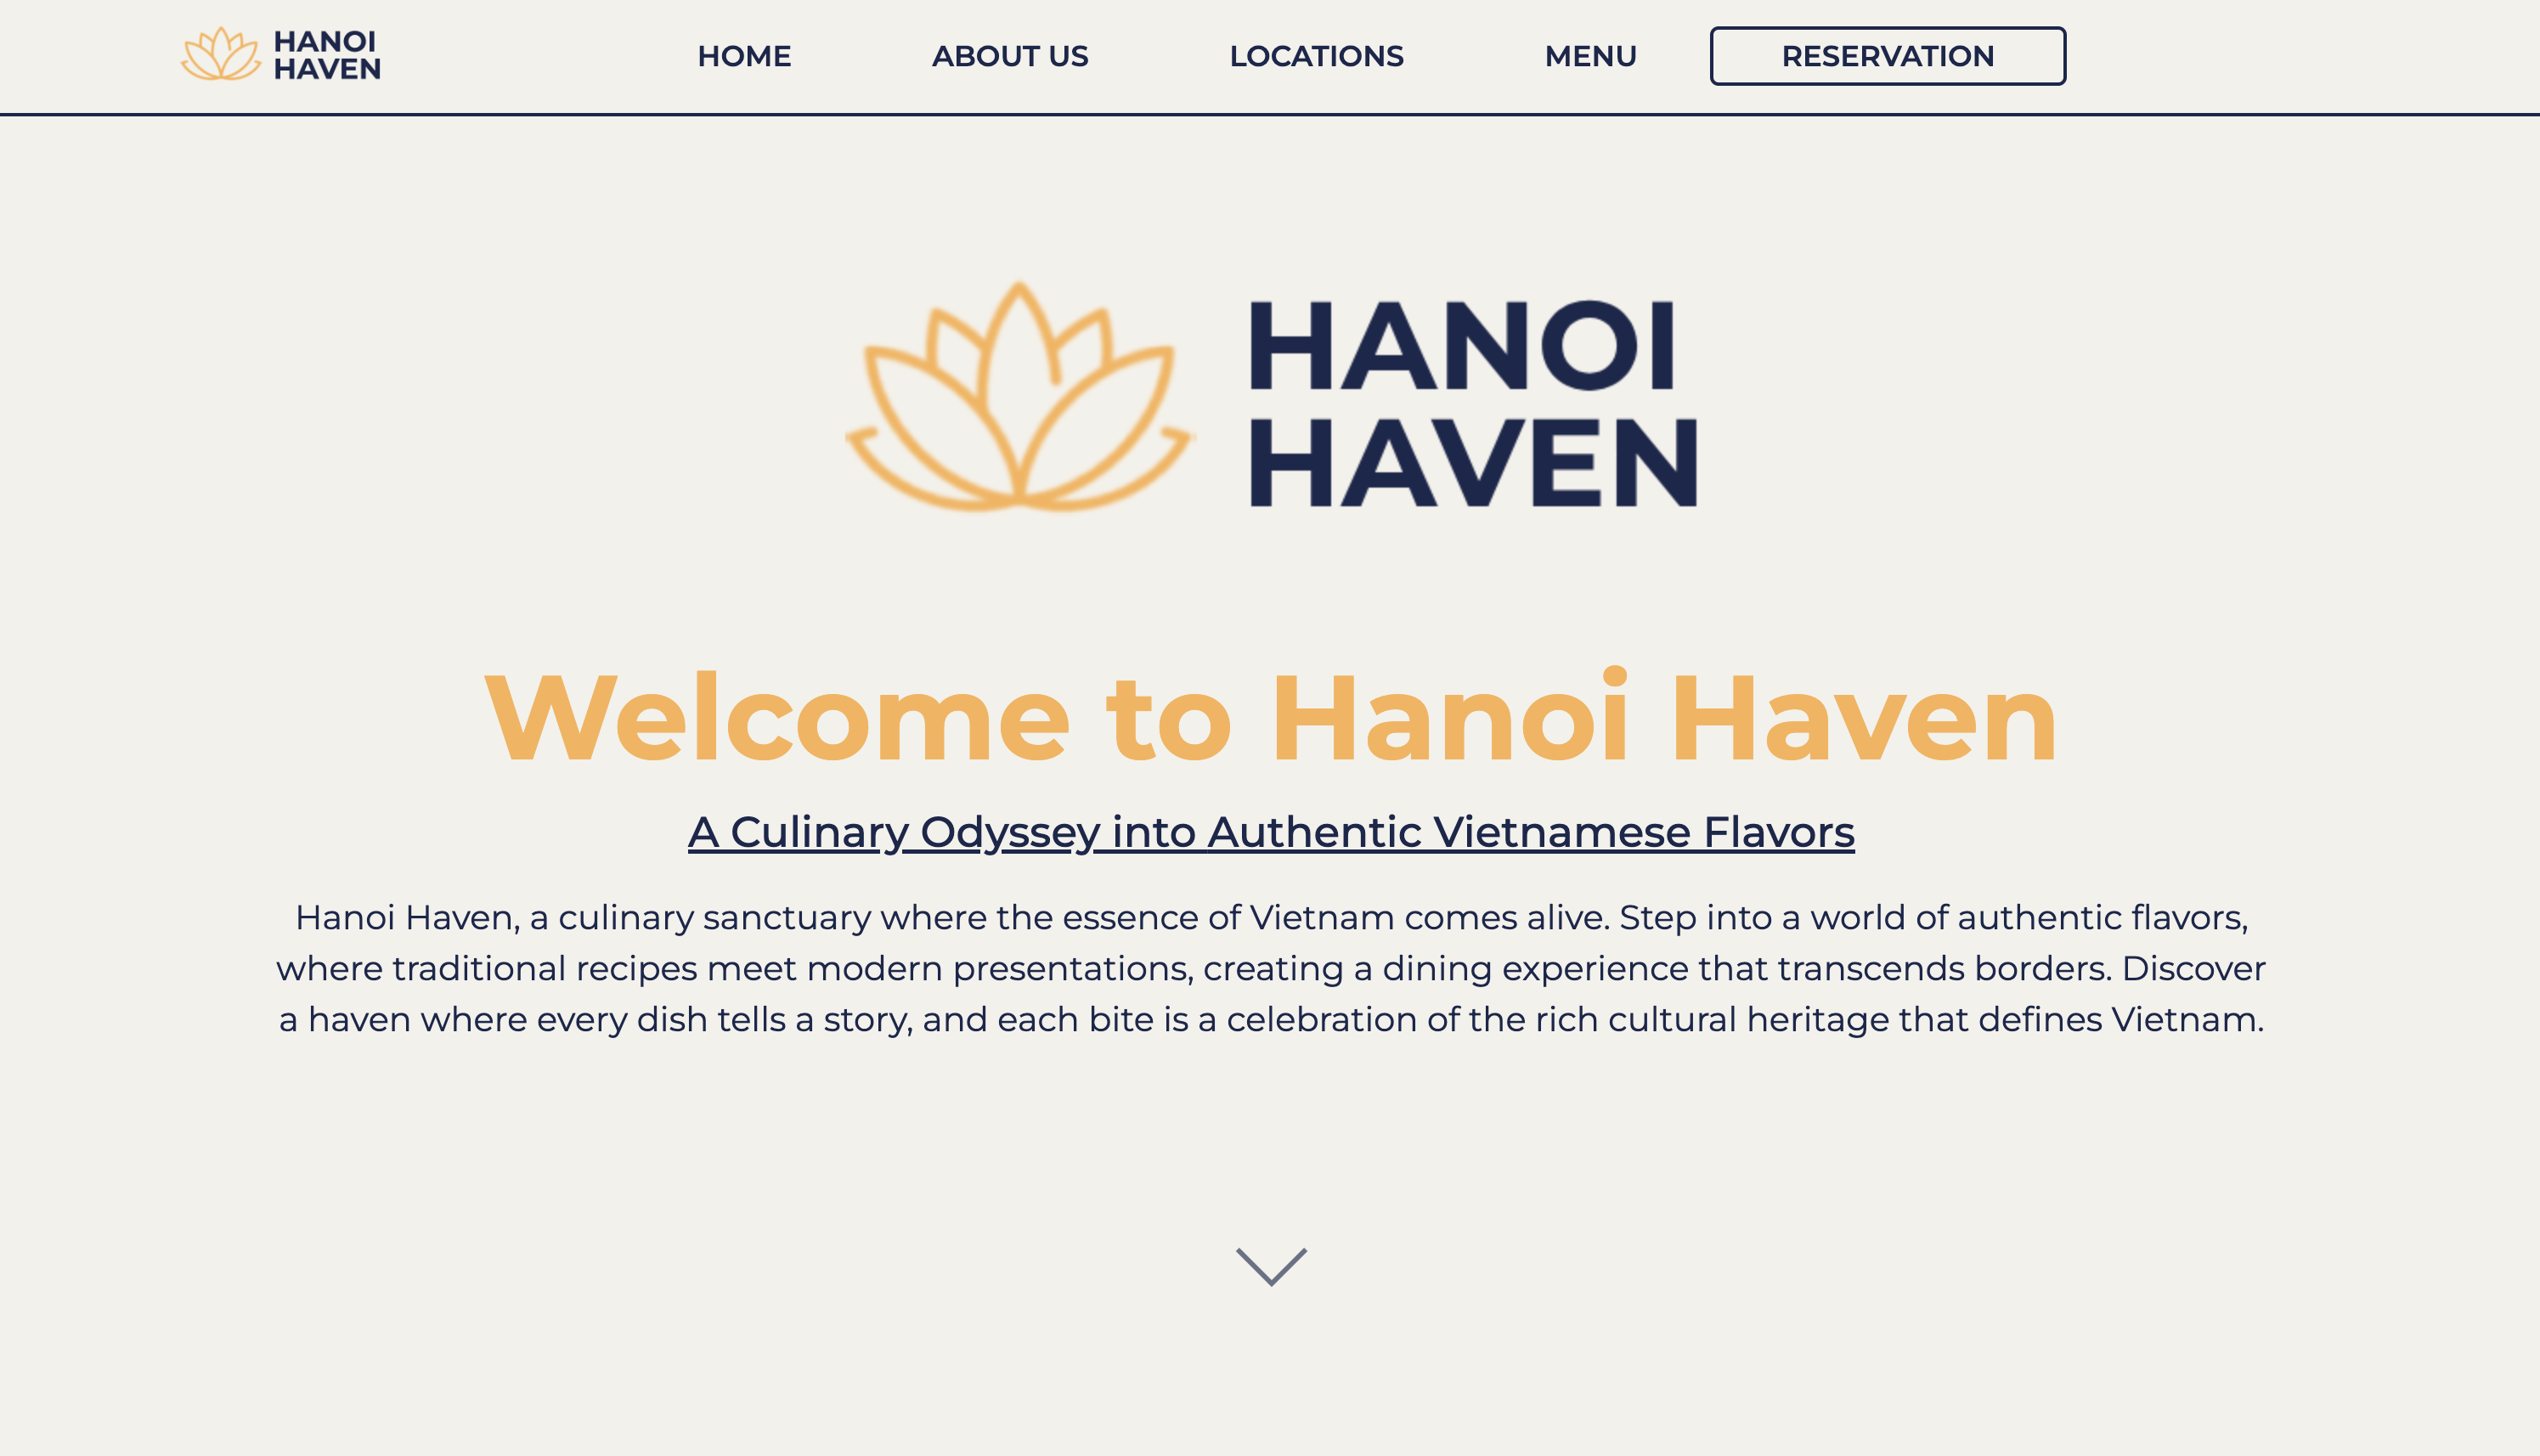 HANOI
HAVEN
HOME
ABOUT US
LOCATIONS
MENU
RESERVATION
HANOI
HAVEN
Welcome to Hanoi Haven
A Culinary Odyssey into Authentic Vietnamese Flavors
Hanoi Haven, a culinary sanctuary where the essence of Vietnam comes alive. Step into a world of authentic flavors,
where traditional recipes meet modern presentations, creating a dining experience that transcends borders. Discover
a haven where every dish tells a story, and each bite is a celebration of the rich cultural heritage that defines Vietnam.